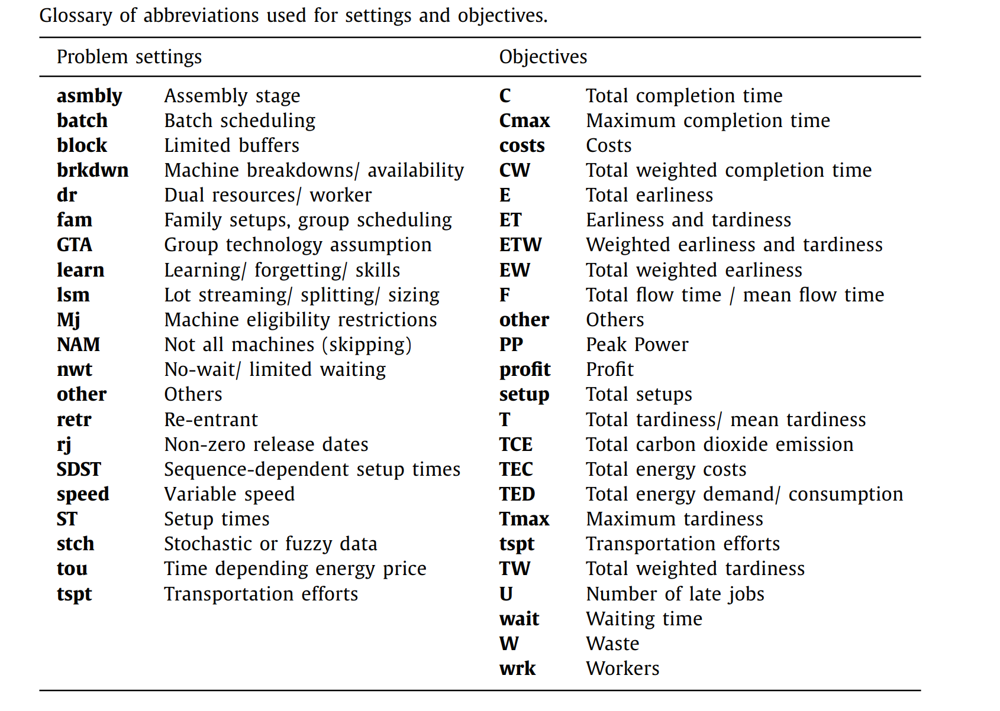 Glossary of abbreviations used for settings and objectives.
Problem settings Objectives
asmbly Assembly stage C Total completion time
batch Batch scheduling Cmax Maximum completion time
block Limited buffers costs Costs
brkdwn Machine breakdowns/ availability CW Total weighted completion time
dr Dual resources/ worker E Total earliness
fam Family setups, group scheduling ET Earliness and tardiness
GTA Group technology assumption ETW Weighted earliness and tardiness
learn Learning/ forgetting/ skills EW Total weighted earliness
lsm Lot streaming/ splitting/ sizing F Total flow time / mean flow time
Mj Machine eligibility restrictions other Others
NAM Not all machines (skipping) PP Peak Power
nwt No-wait/ limited waiting profit Profit
other Others setup Total setups
retr Re-entrant T Total tardiness/ mean tardiness
rj Non-zero release dates TCE Total carbon dioxide emission
SDST Sequence-dependent setup times TEC Total energy costs
speed Variable speed TED Total energy demand/ consumption
ST Setup times Tmax Maximum tardiness
stch Stochastic or fuzzy data tspt Transportation efforts
tou Time depending energy price TW Total weighted tardiness
tspt Transportation efforts U Number of late jobs
wait Waiting time
W Waste
wrk Workers